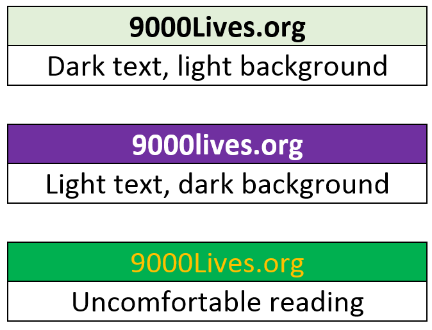 9000Lives.org
Dark text, light background
9000lives.org
Light text, dark background
9000Lives.org
Uncomfortable reading